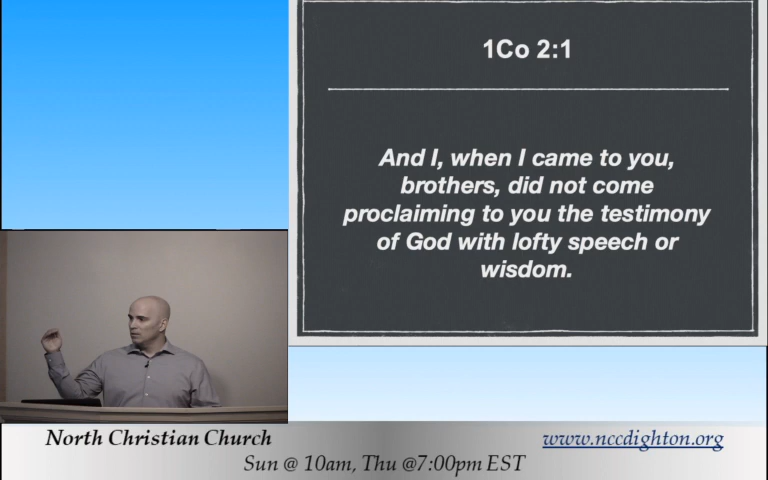 1Co 2:1
And I, when I came to you,
brothers, did not come
proclaiming to you the testimony
of God with lofty speech or
wisdom.
North Christian Church
www.nccdighton.org
Sun @ 10am, Thu @7:00pm EST